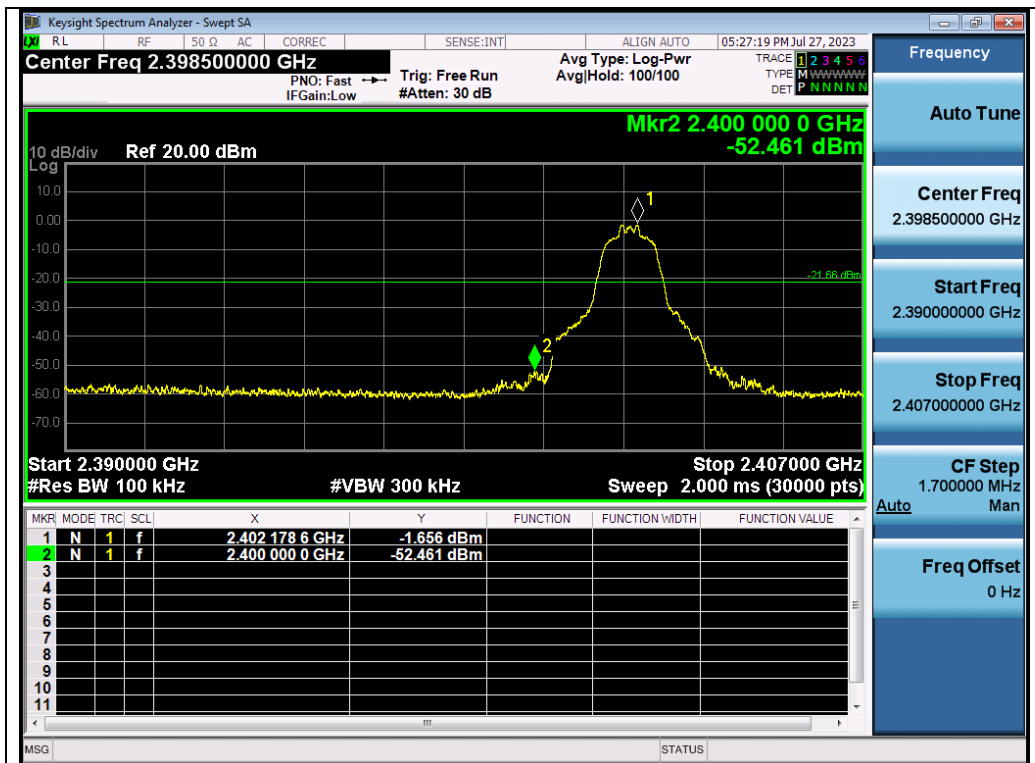 Keysight Spectrum Analyzer - Swept SA
LXI RL RF 50 Ω AC CORREC SENSE:INT ALIGN AUTO 05:27:19 PM Jul 27, 2023
Center Freq 2.398500000 GHz
PNO: Fast
IFGain:Low
Trig: Free Run
#Atten: 30 dB
Avg Type: Log-Pwr
Avg|Hold: 100/100
TRACE 1 2 3 4 5 6
TYPE M W W W W W
DET P N N N N N
Mkr2 2.400 000 0 GHz
-52.461 dBm
10 dB/div Ref 20.00 dBm
Log
10.0
0.00
-10.0
-20.0
-30.0
-40.0
-50.0
-60.0
-70.0
1
2
-21.66 dBm
Start 2.390000 GHz Stop 2.407000 GHz
#Res BW 100 kHz #VBW 300 kHz Sweep 2.000 ms (30000 pts)
MKR MODE TRC SCL X Y FUNCTION FUNCTION WIDTH FUNCTION VALUE
1 N 1 f 2.402 178 6 GHz -1.656 dBm
2 N 1 f 2.400 000 0 GHz -52.461 dBm
3
4
5
6
7
8
9
10
11
MSG STATUS
Frequency
Auto Tune
Center Freq
2.398500000 GHz
Start Freq
2.390000000 GHz
Stop Freq
2.407000000 GHz
CF Step
1.700000 MHz
Auto Man
Freq Offset
0 Hz